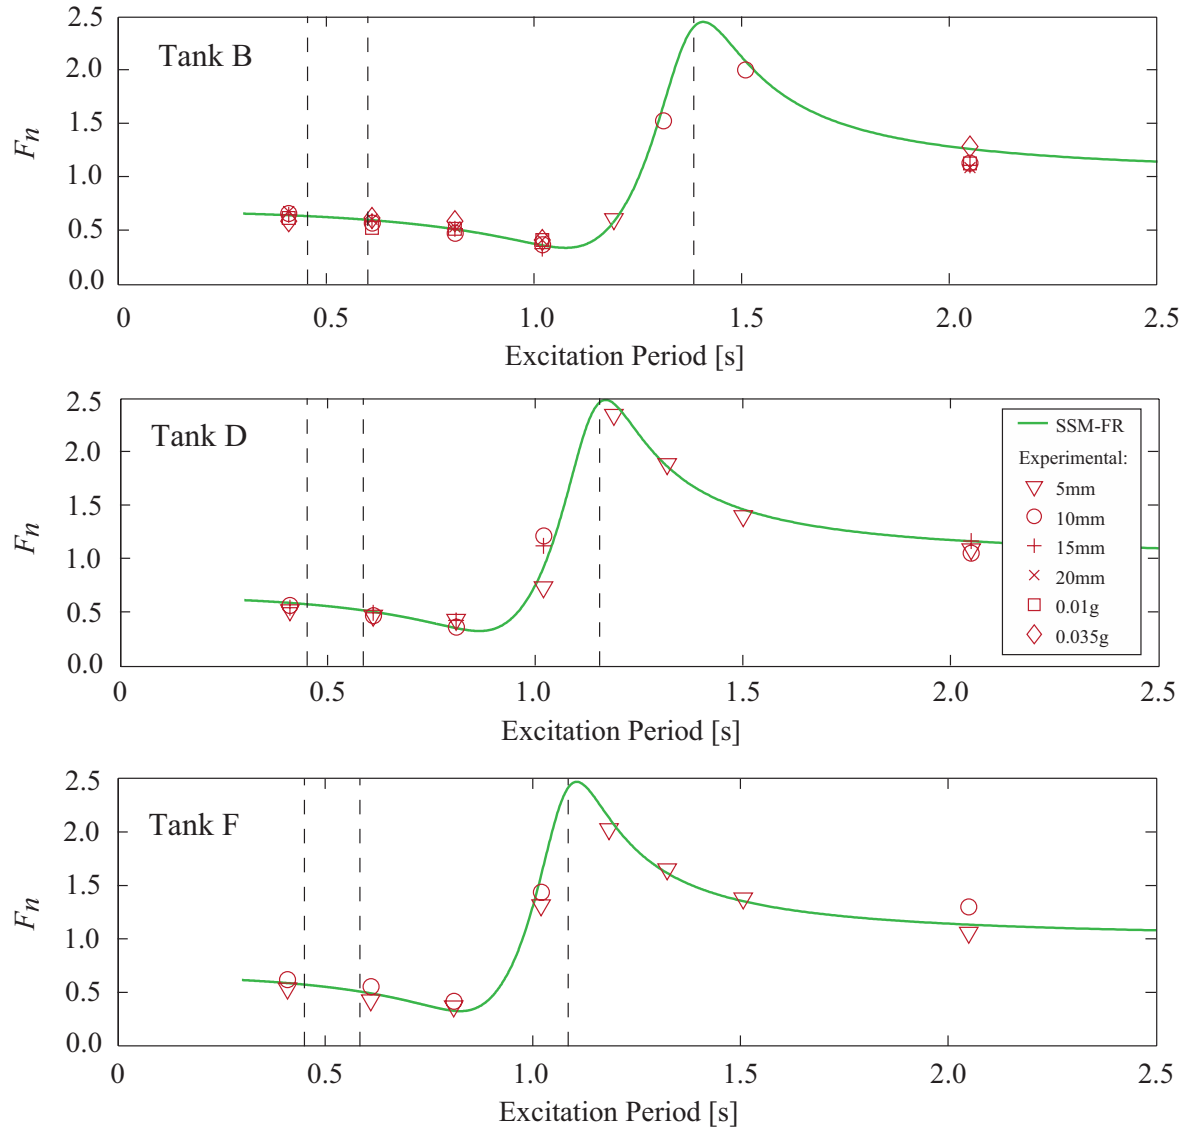 2.5
Tank B
2.0
1.5
Fn
1.0
0.5
0.0
0 0.5 1.0 1.5 2.0 2.5
Excitation Period [s]
2.5
Tank D
2.0
1.5
Fn
1.0
0.5
0.0
SSM-FR
Experimental:
5mm
10mm
15mm
20mm
0.01g
0.035g
0 0.5 1.0 1.5 2.0 2.5
Excitation Period [s]
2.5
Tank F
2.0
1.5
Fn
1.0
0.5
0.0
0 0.5 1.0 1.5 2.0 2.5
Excitation Period [s]